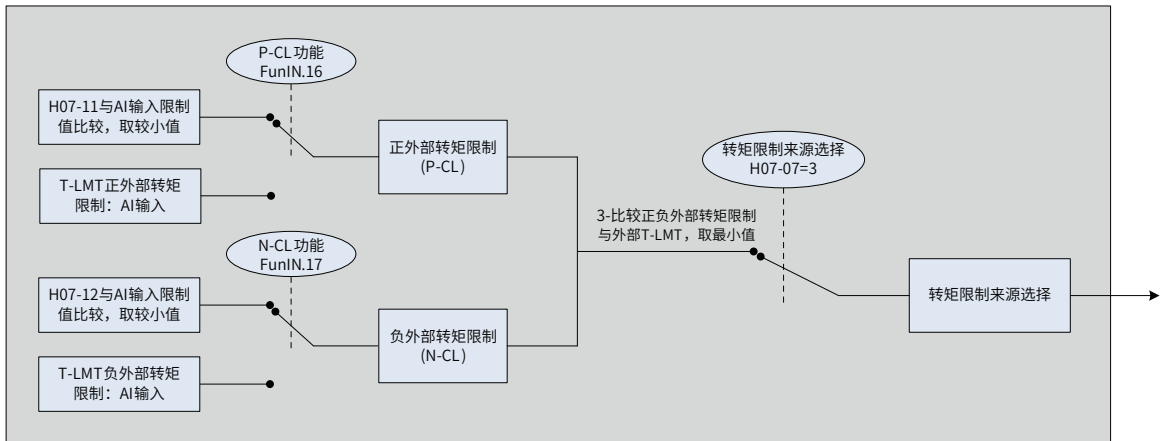 P-CL功能
FunIN.16
H07-11与AI输入限制
值比较，取较小值
正外部转矩限制
(P-CL)
T-LMT正外部转矩
限制：AI输入
N-CL功能
FunIN.17
H07-12与AI输入限制
值比较，取较小值
负外部转矩限制
(N-CL)
T-LMT负外部转矩
限制：AI输入
转矩限制来源选择
H07-07=3
3-比较正负外部转矩限制
与外部T-LMT，取最小值
转矩限制来源选择